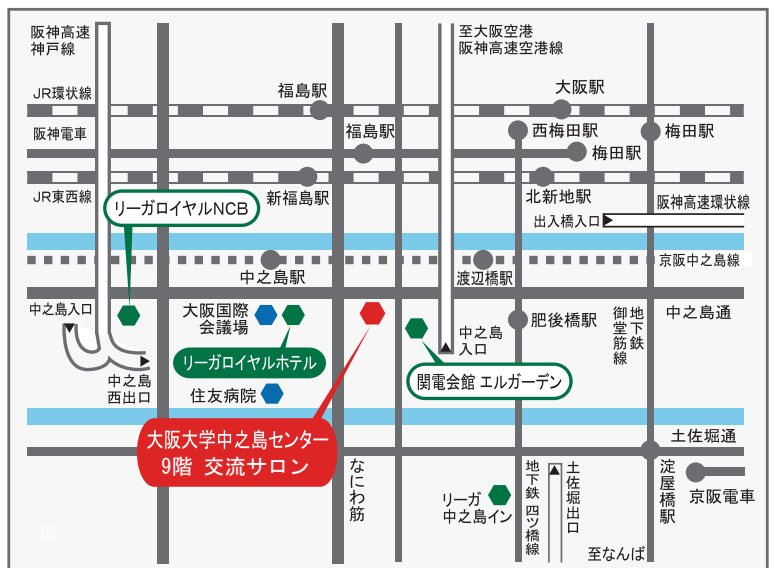 阪神高速
神戸線
至大阪空港
阪神高速空港線
JR環状線
福島駅
大阪駅
阪神電車
福島駅
西梅田駅
梅田駅
梅田駅
JR東西線
新福島駅
北新地駅
リーガロイヤルNCB
阪神高速環状線
出入橋入口
中之島駅
渡辺橋駅
京阪中之島線
中之島入口
大阪国際
会議場
中之島
入口
肥後橋駅
地下鉄
御堂筋線
中之島通
リーガロイヤルホテル
中之島
西出口
関電会館 エルガーデン
住友病院
大阪大学中之島センター
9階 交流サロン
土佐堀通
なにわ筋
リーガ
中之島イン
地下鉄 四ツ橋線
土佐堀出口
淀屋橋駅
京阪電車
至なんば
BS